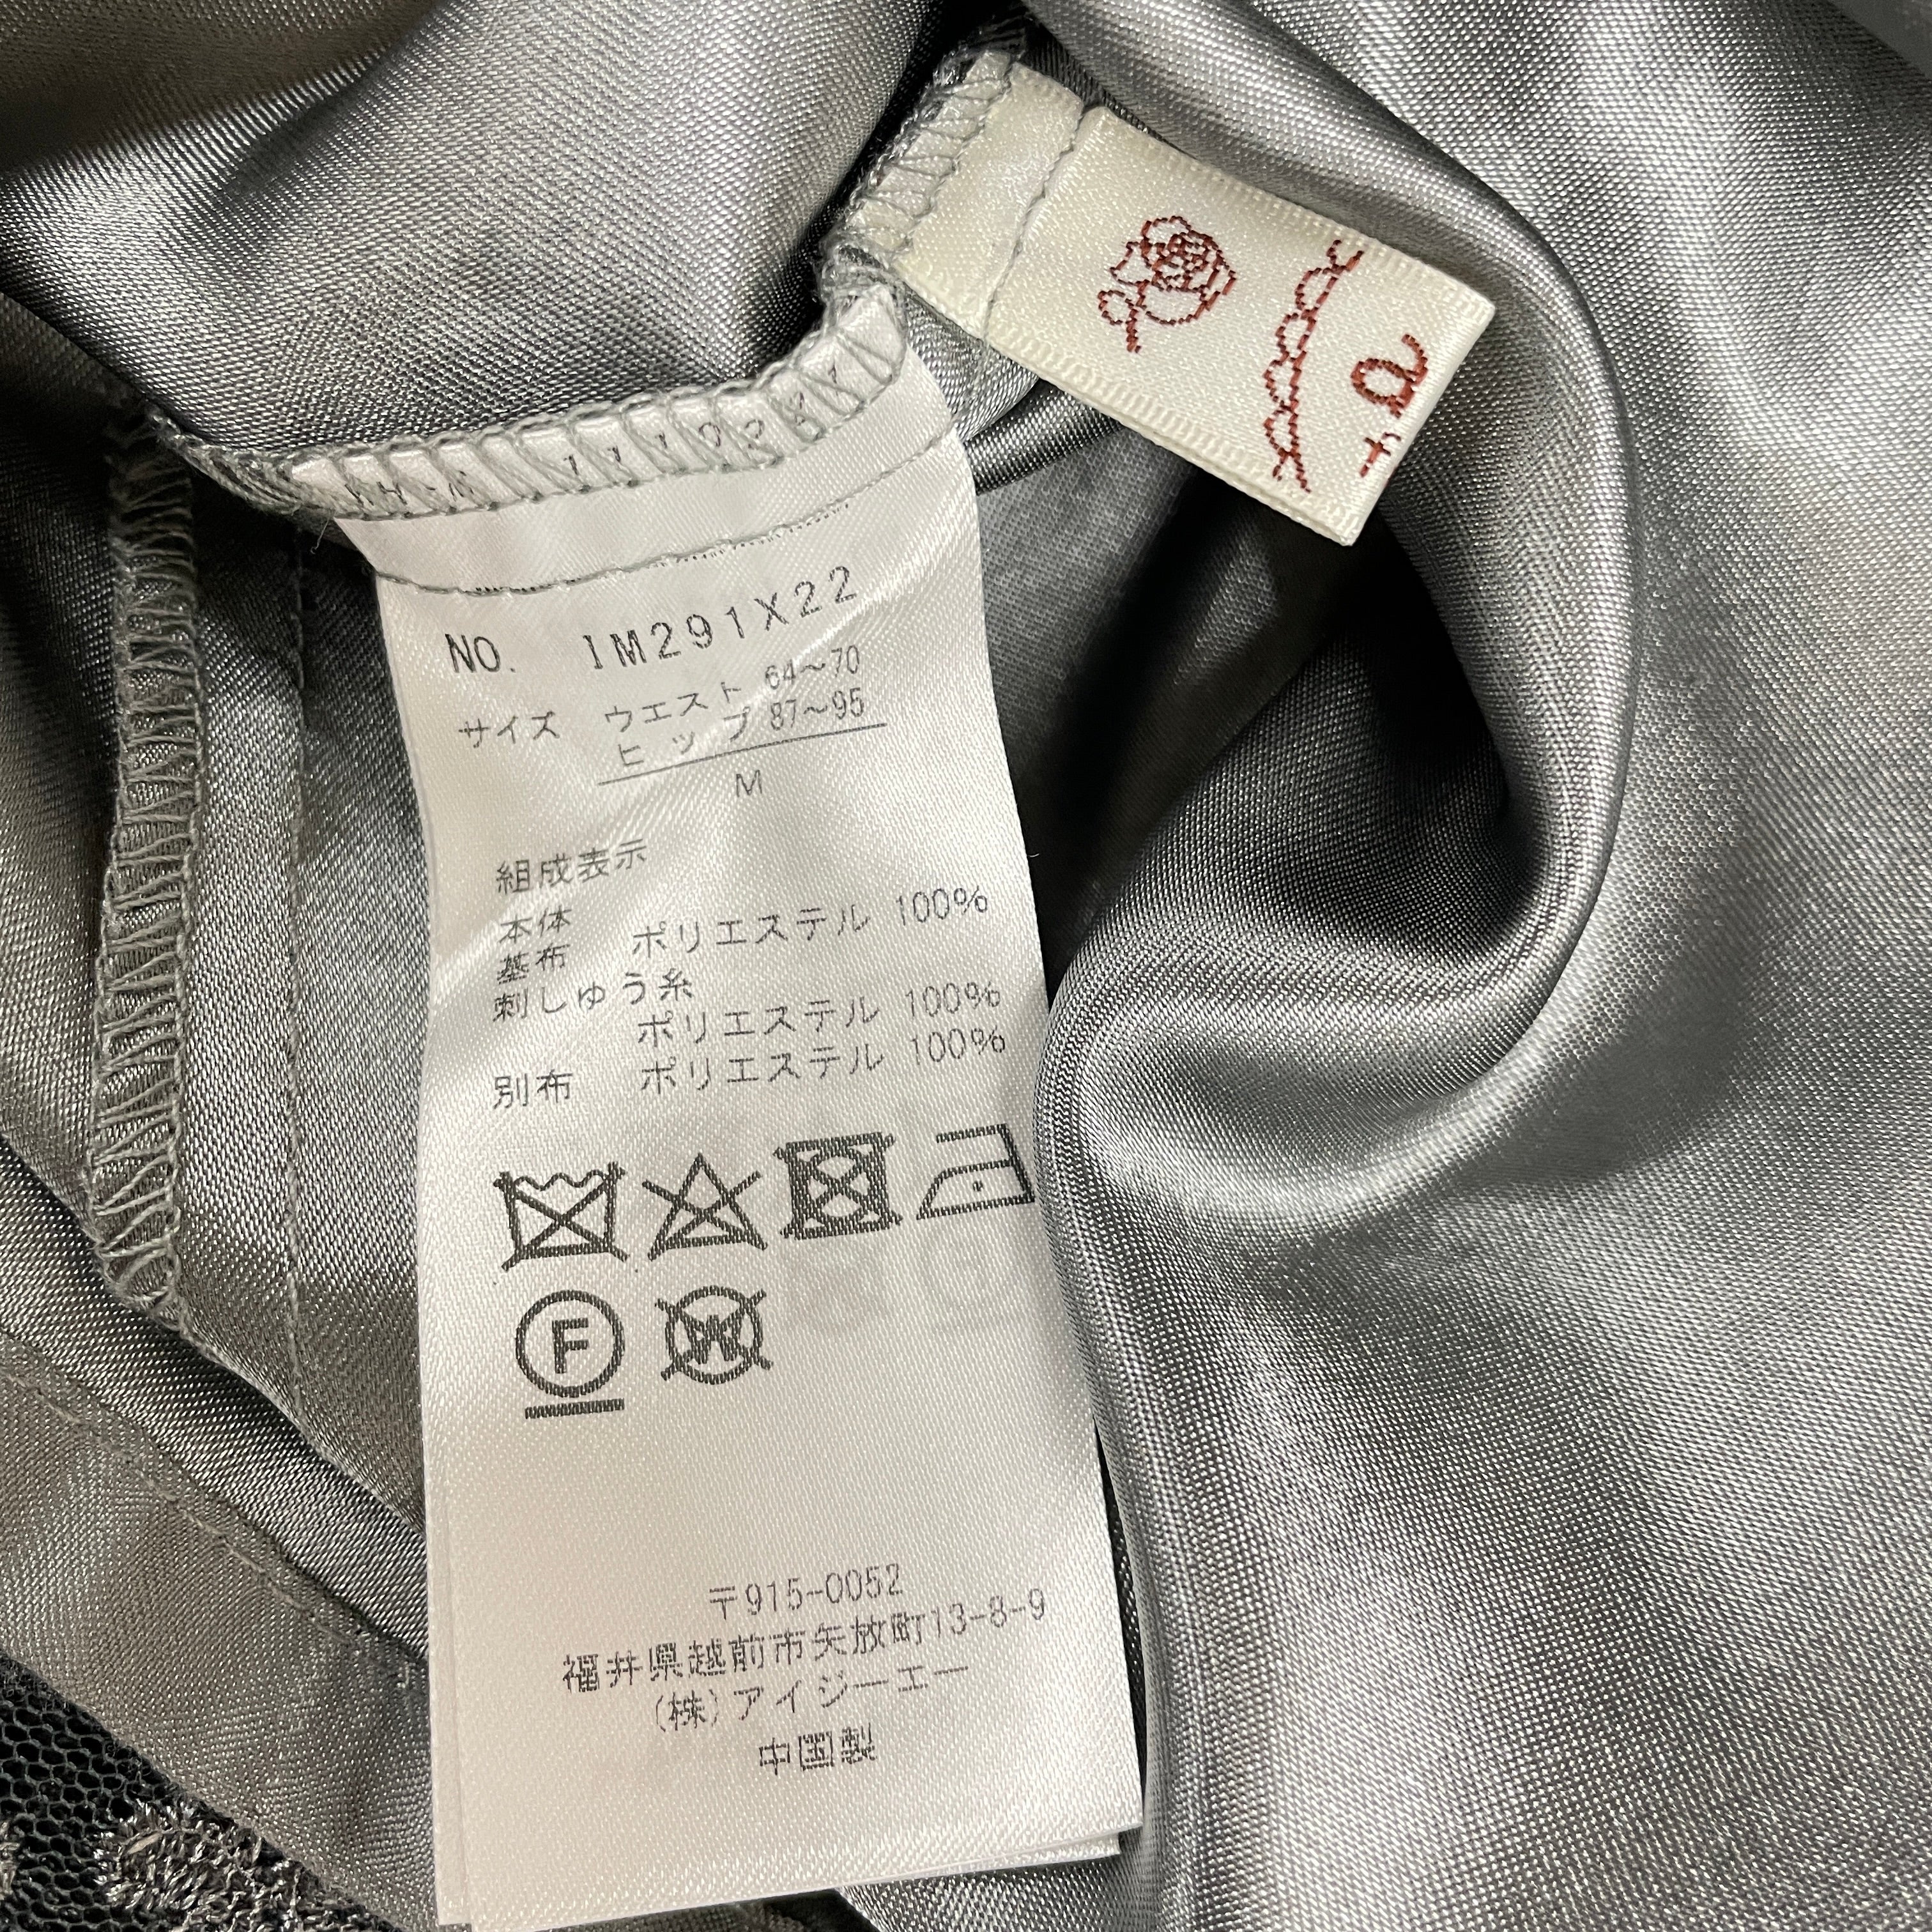 NO. IM291X22
サイズ ウエスト 64～70
ヒップ 87～95
M
組成表示
本体
基布 ポリエステル 100%
刺しゅう糸
ポリエステル 100%
別布 ポリエステル 100%
F W
〒915-0052
福井県越前市矢放町13-8-9
(株)アイジーエー
中国製
a
f